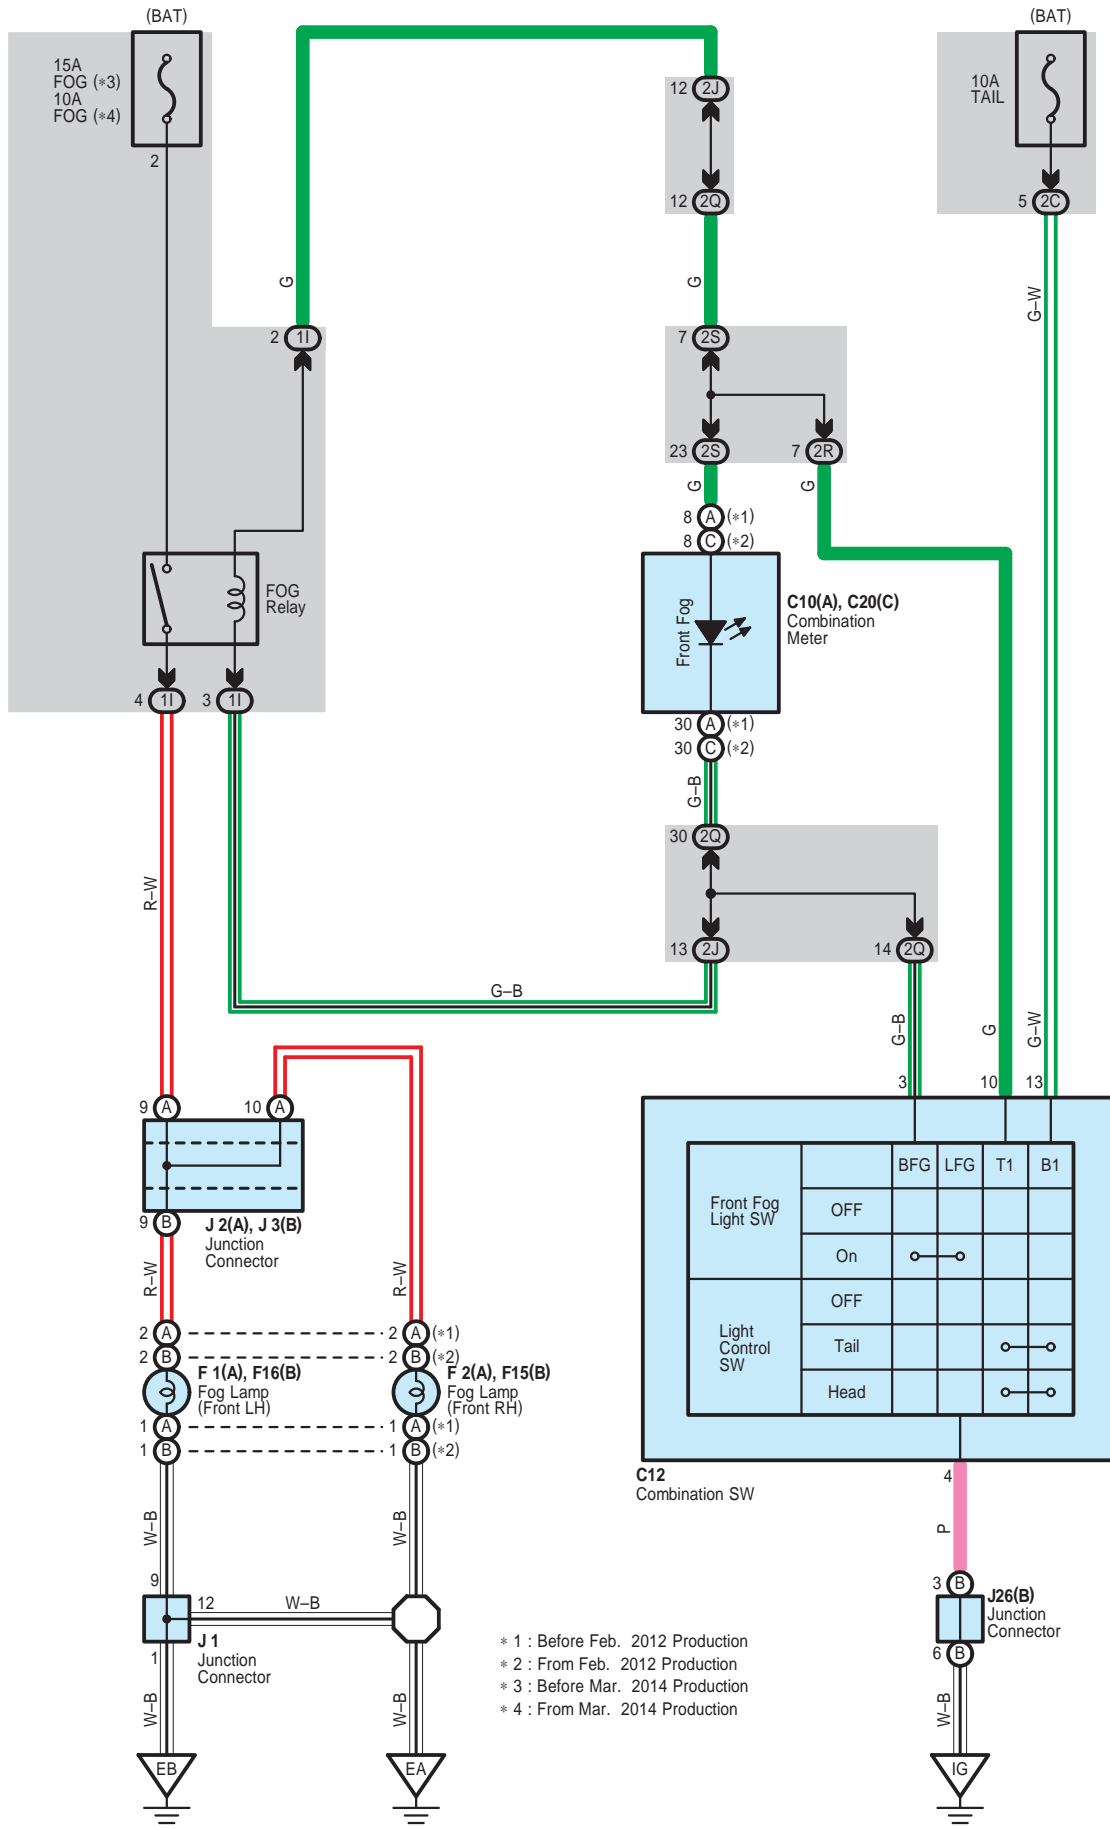 (BAT)
(BAT)
15A
FOG (∗3)
10A
FOG (∗4)
2
12 2J
10A
TAIL
12 2Q
5 2C
G
G
G–W
2 1I
7 2S
23 2S
7 2R
G
G
8 A (∗1)
8 C (∗2)
FOG
Relay
Front Fog
C10(A), C20(C)
Combination
Meter
4 1I
3 1I
30 A (∗1)
30 C (∗2)
G–B
30 2Q
R–W
13 2J
14 2Q
G–B
G–B
G
G–W
3
10
13
9 A
10 A
9 B
J 2(A), J 3(B)
Junction
Connector
BFG LFG T1 B1
Front Fog
Light SW
OFF
On
Light
Control
SW
OFF
Tail
Head
R–W
R–W
2 A
2 A (∗1)
2 B
2 B (∗2)
F 1(A), F16(B)
Fog Lamp
(Front LH)
F 2(A), F15(B)
Fog Lamp
(Front RH)
1 A
1 A (∗1)
1 B
1 B (∗2)
C12
Combination SW
4
P
W–B
W–B
9
12
W–B
J 1
Junction
Connector
1
3 B
J26(B)
Junction
Connector
6 B
∗ 1 : Before Feb. 2012 Production
∗ 2 : From Feb. 2012 Production
∗ 3 : Before Mar. 2014 Production
∗ 4 : From Mar. 2014 Production
W–B
W–B
W–B
EB
EA
IG